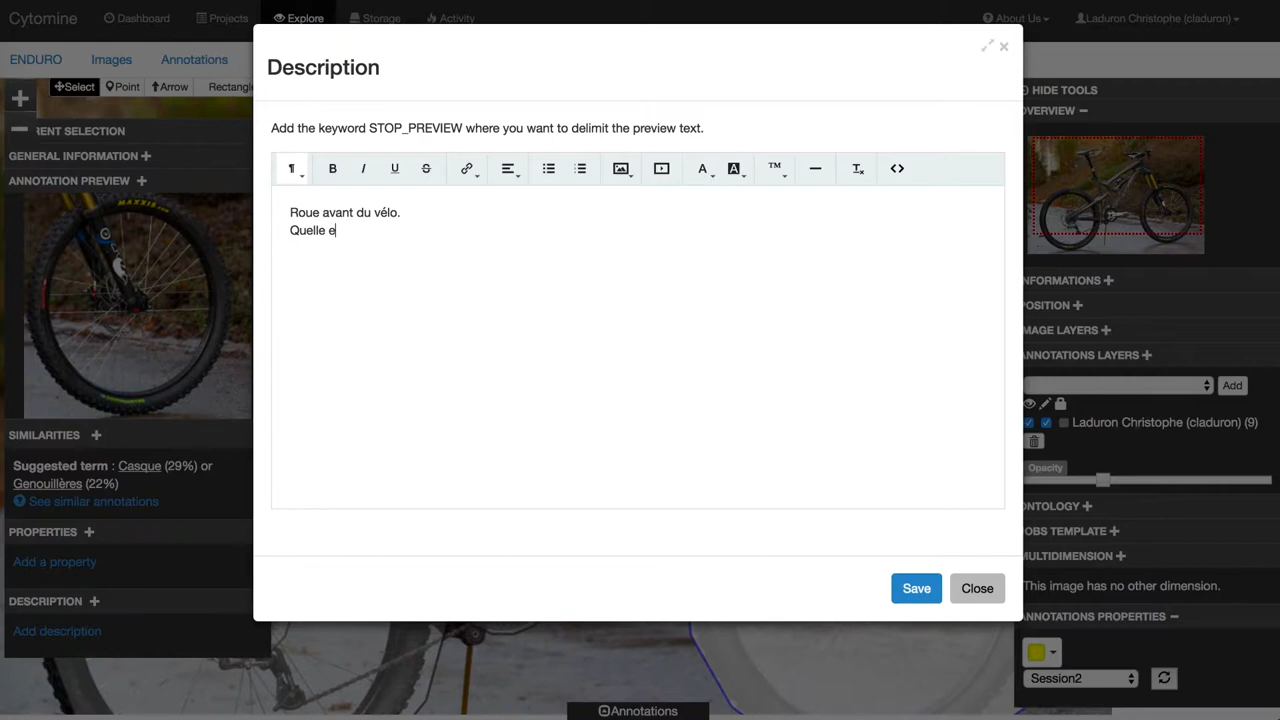 Cytomine Dashboard Projects Explore Storage Activity About Us Laduron Christophe (claduron)
ENDURO Images Annotations
Select Point Arrow Rectangle
RENT SELECTION
GENERAL INFORMATION
ANNOTATION PREVIEW
MAXXIS
SIMILARITIES
Suggested term : Casque (29%) or
Genouillères (22%)
See similar annotations
PROPERTIES
Add a property
DESCRIPTION
Add description
Description
Add the keyword STOP_PREVIEW where you want to delimit the preview text.
Roue avant du vélo.
Quelle e
Save Close
HIDE TOOLS
OVERVIEW
INFORMATIONS
POSITION
IMAGE LAYERS
ANNOTATIONS LAYERS
Add
Laduron Christophe (claduron) (9)
Opacity
ONTOLOGY
JOBS TEMPLATE
MULTIDIMENSION
This image has no other dimension.
ANNOTATIONS PROPERTIES
Session2
Annotations